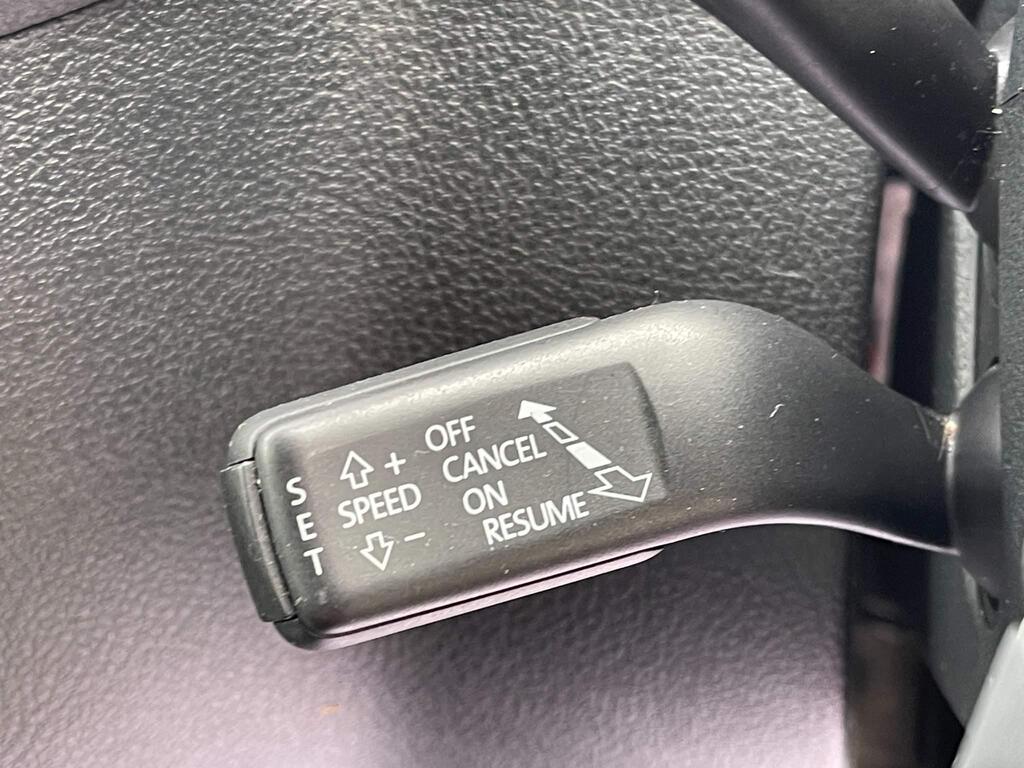 SET
+
SPEED
−
OFF
CANCEL
ON
RESUME